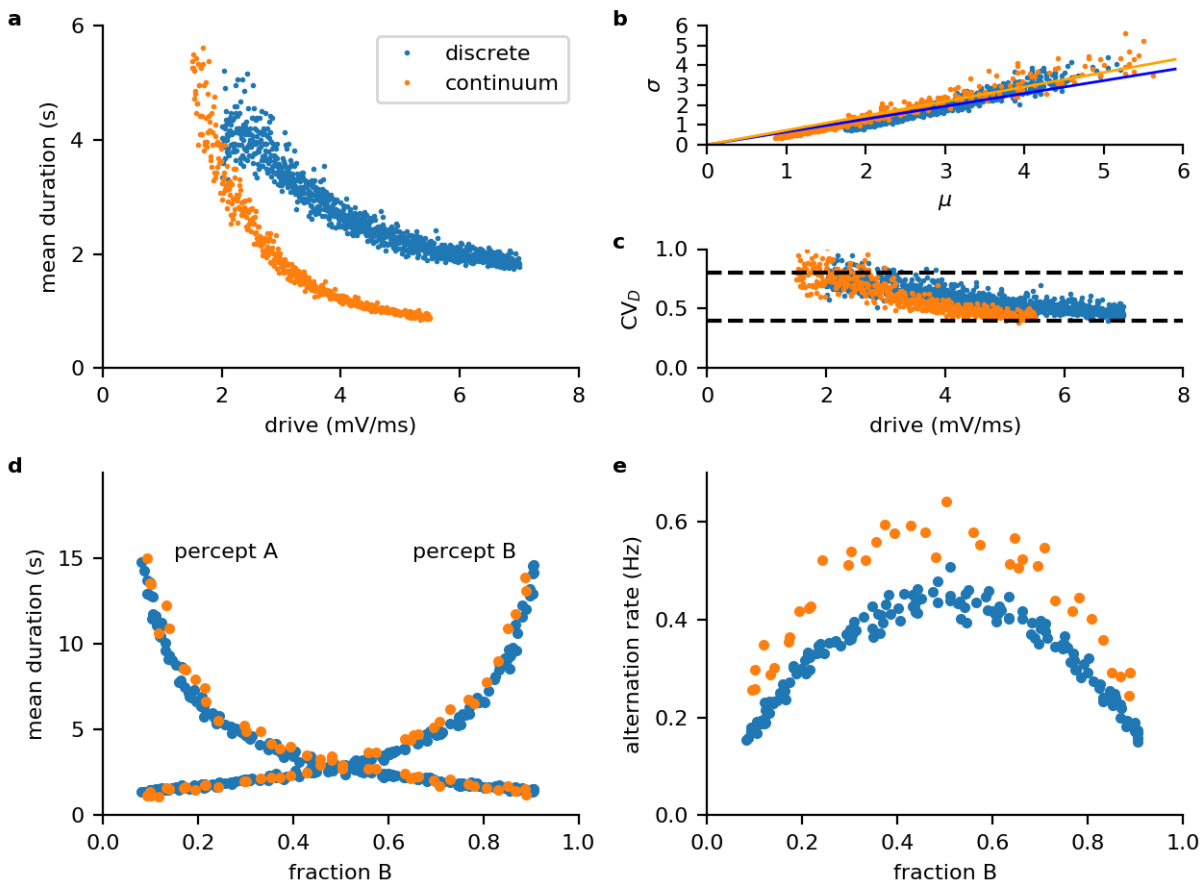 a
6
4
2
0
mean duration (s)
discrete
continuum
0 2 4 6 8
drive (mV/ms)
b
6
5
4
3
2
1
0
σ
0 1 2 3 4 5 6
μ
c
1.0
0.5
0.0
CV_D
0 2 4 6 8
drive (mV/ms)
d
15
10
5
0
mean duration (s)
percept A percept B
0.0 0.2 0.4 0.6 0.8 1.0
fraction B
e
0.6
0.4
0.2
0.0
alternation rate (Hz)
0.0 0.2 0.4 0.6 0.8 1.0
fraction B